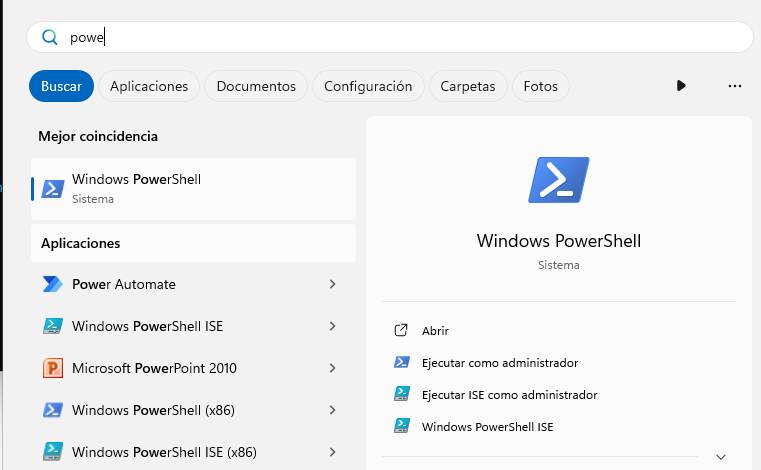 powe
Buscar Aplicaciones Documentos Configuración Carpetas Fotos
Mejor coincidencia
Windows PowerShell
Sistema
Aplicaciones
Power Automate
Windows PowerShell ISE
Microsoft PowerPoint 2010
Windows PowerShell (x86)
Windows PowerShell ISE (x86)
Windows PowerShell
Sistema
Abrir
Ejecutar como administrador
Ejecutar ISE como administrador
Windows PowerShell ISE